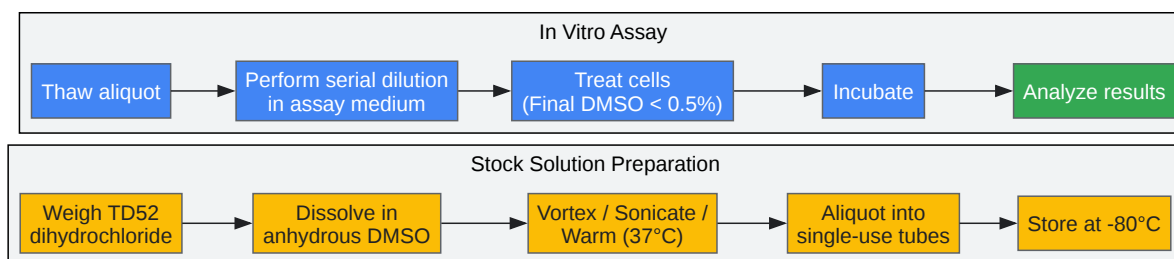 In Vitro Assay
Thaw aliquot
Perform serial dilution
in assay medium
Treat cells
(Final DMSO < 0.5%)
Incubate
Analyze results
Stock Solution Preparation
Weigh TD52
dihydrochloride
Dissolve in
anhydrous DMSO
Vortex / Sonicate /
Warm (37°C)
Aliquot into
single-use tubes
Store at -80°C